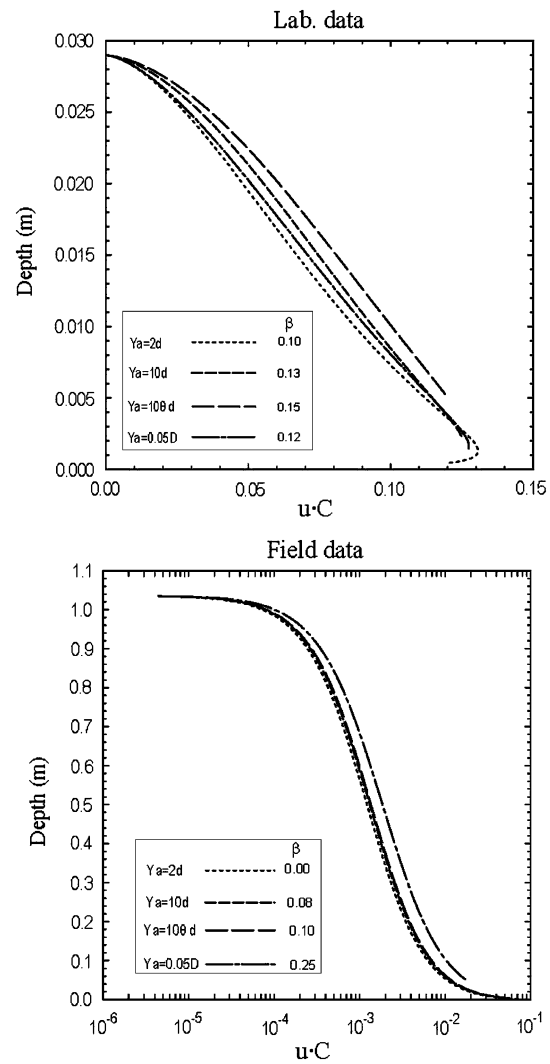 Lab. data
0.030
0.025
0.020
0.015
0.010
0.005
0.000
Depth (m)
β
Ya=2d 0.10
Ya=10d 0.13
Ya=10θd 0.15
Ya=0.05D 0.12
0.00 0.05 0.10 0.15
u·C
Field data
1.1
1.0
0.9
0.8
0.7
0.6
0.5
0.4
0.3
0.2
0.1
0.0
Depth (m)
β
Ya=2d 0.00
Ya=10d 0.08
Ya=10θd 0.10
Ya=0.05D 0.25
10⁻⁶ 10⁻⁵ 10⁻⁴ 10⁻³ 10⁻² 10⁻¹
u·C